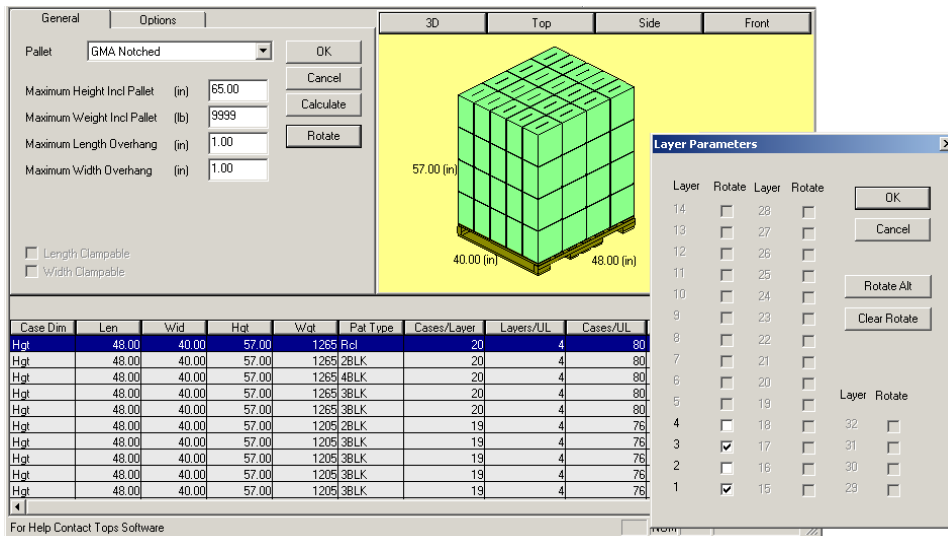 General Options
Pallet GMA Notched
Maximum Height Incl Pallet (in) 65.00
Maximum Weight Incl Pallet (lb) 9999
Maximum Length Overhang (in) 1.00
Maximum Width Overhang (in) 1.00
Length Clampable
Width Clampable
OK
Cancel
Calculate
Rotate
3D Top Side Front
57.00 (in)
40.00 (in) 48.00 (in)
Case Dim Len Wid Hgt Wgt Pat Type Cases/Layer Layers/UL Cases/UL
Hgt 48.00 40.00 57.00 1265 Rcl 20 4 80
Hgt 48.00 40.00 57.00 1265 2BLK 20 4 80
Hgt 48.00 40.00 57.00 1265 4BLK 20 4 80
Hgt 48.00 40.00 57.00 1265 3BLK 20 4 80
Hgt 48.00 40.00 57.00 1265 3BLK 20 4 80
Hgt 48.00 40.00 57.00 1205 2BLK 19 4 76
Hgt 48.00 40.00 57.00 1205 3BLK 19 4 76
Hgt 48.00 40.00 57.00 1205 3BLK 19 4 76
Hgt 48.00 40.00 57.00 1205 3BLK 19 4 76
Hgt 48.00 40.00 57.00 1205 3BLK 19 4 76
For Help Contact Tops Software
Layer Parameters
Layer Rotate Layer Rotate
14 28
13 27
12 26
11 25
10 24
9 23
8 22
7 21
6 20
5 19
4 18
3 17
2 16
1 15
OK
Cancel
Rotate Alt
Clear Rotate
Layer Rotate
32
31
30
29